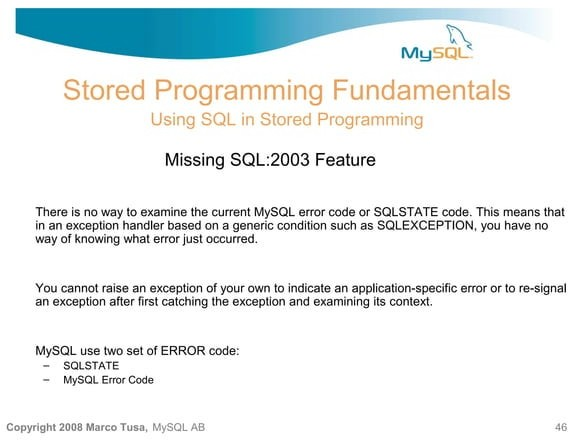 MySQL
Stored Programming Fundamentals
Using SQL in Stored Programming
Missing SQL:2003 Feature
There is no way to examine the current MySQL error code or SQLSTATE code. This means that
in an exception handler based on a generic condition such as SQLEXCEPTION, you have no
way of knowing what error just occurred.
You cannot raise an exception of your own to indicate an application-specific error or to re-signal
an exception after first catching the exception and examining its context.
MySQL use two set of ERROR code:
– SQLSTATE
– MySQL Error Code
Copyright 2008 Marco Tusa, MySQL AB 46